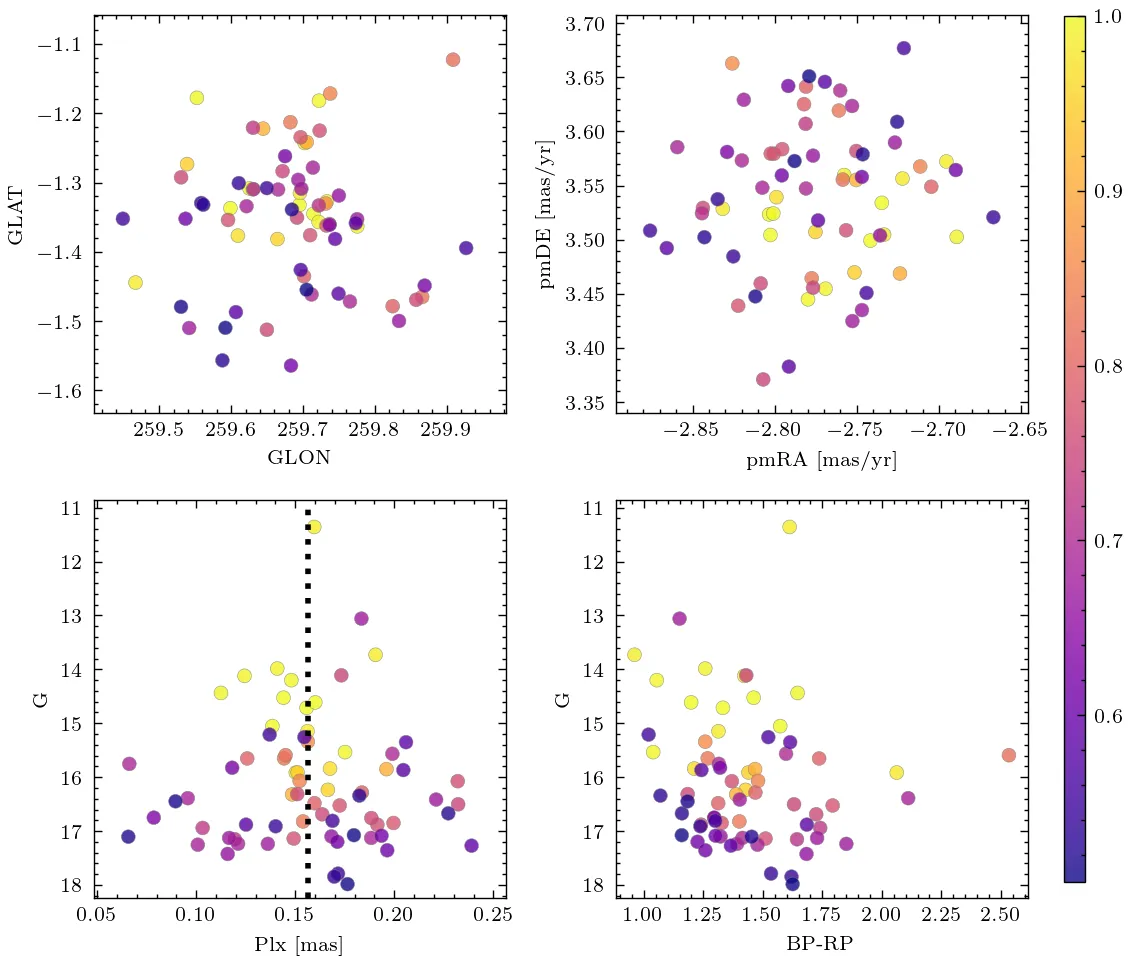 −1.1
−1.2
−1.3
−1.4
−1.5
−1.6
GLAT
259.5 259.6 259.7 259.8 259.9
GLON
3.70
3.65
3.60
3.55
3.50
3.45
3.40
3.35
pmDE [mas/yr]
−2.85 −2.80 −2.75 −2.70 −2.65
pmRA [mas/yr]
1.0
0.9
0.8
0.7
0.6
11
12
13
14
15
16
17
18
G
0.05 0.10 0.15 0.20 0.25
Plx [mas]
11
12
13
14
15
16
17
18
G
1.00 1.25 1.50 1.75 2.00 2.25 2.50
BP-RP